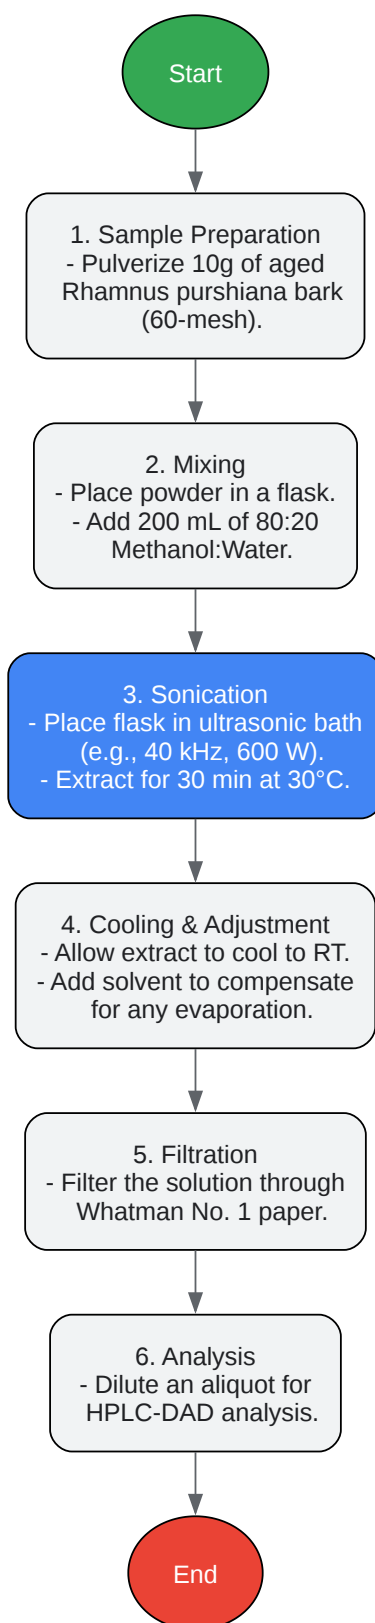 Start
1. Sample Preparation
- Pulverize 10g of aged
Rhamnus purshiana bark
(60-mesh).
2. Mixing
- Place powder in a flask.
- Add 200 mL of 80:20
Methanol:Water.
3. Sonication
- Place flask in ultrasonic bath
(e.g., 40 kHz, 600 W).
- Extract for 30 min at 30°C.
4. Cooling & Adjustment
- Allow extract to cool to RT.
- Add solvent to compensate
for any evaporation.
5. Filtration
- Filter the solution through
Whatman No. 1 paper.
6. Analysis
- Dilute an aliquot for
HPLC-DAD analysis.
End